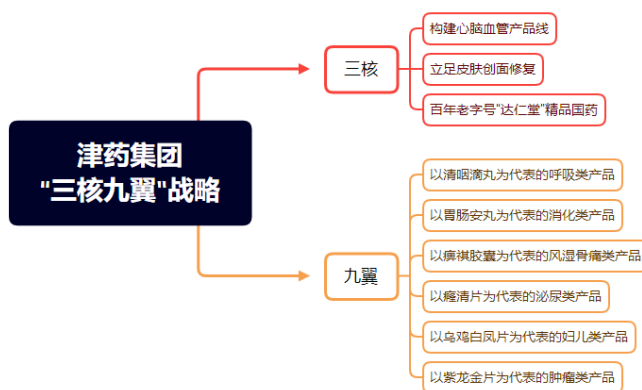 津药集团
"三核九翼"战略
三核
构建心脑血管产品线
立足皮肤创面修复
百年老字号"达仁堂"精品国药
九翼
以清咽滴丸为代表的呼吸类产品
以胃肠安丸为代表的消化类产品
以痹祺胶囊为代表的风湿骨痛类产品
以癃清片为代表的泌尿类产品
以乌鸡白凤片为代表的妇儿类产品
以紫龙金片为代表的肿瘤类产品